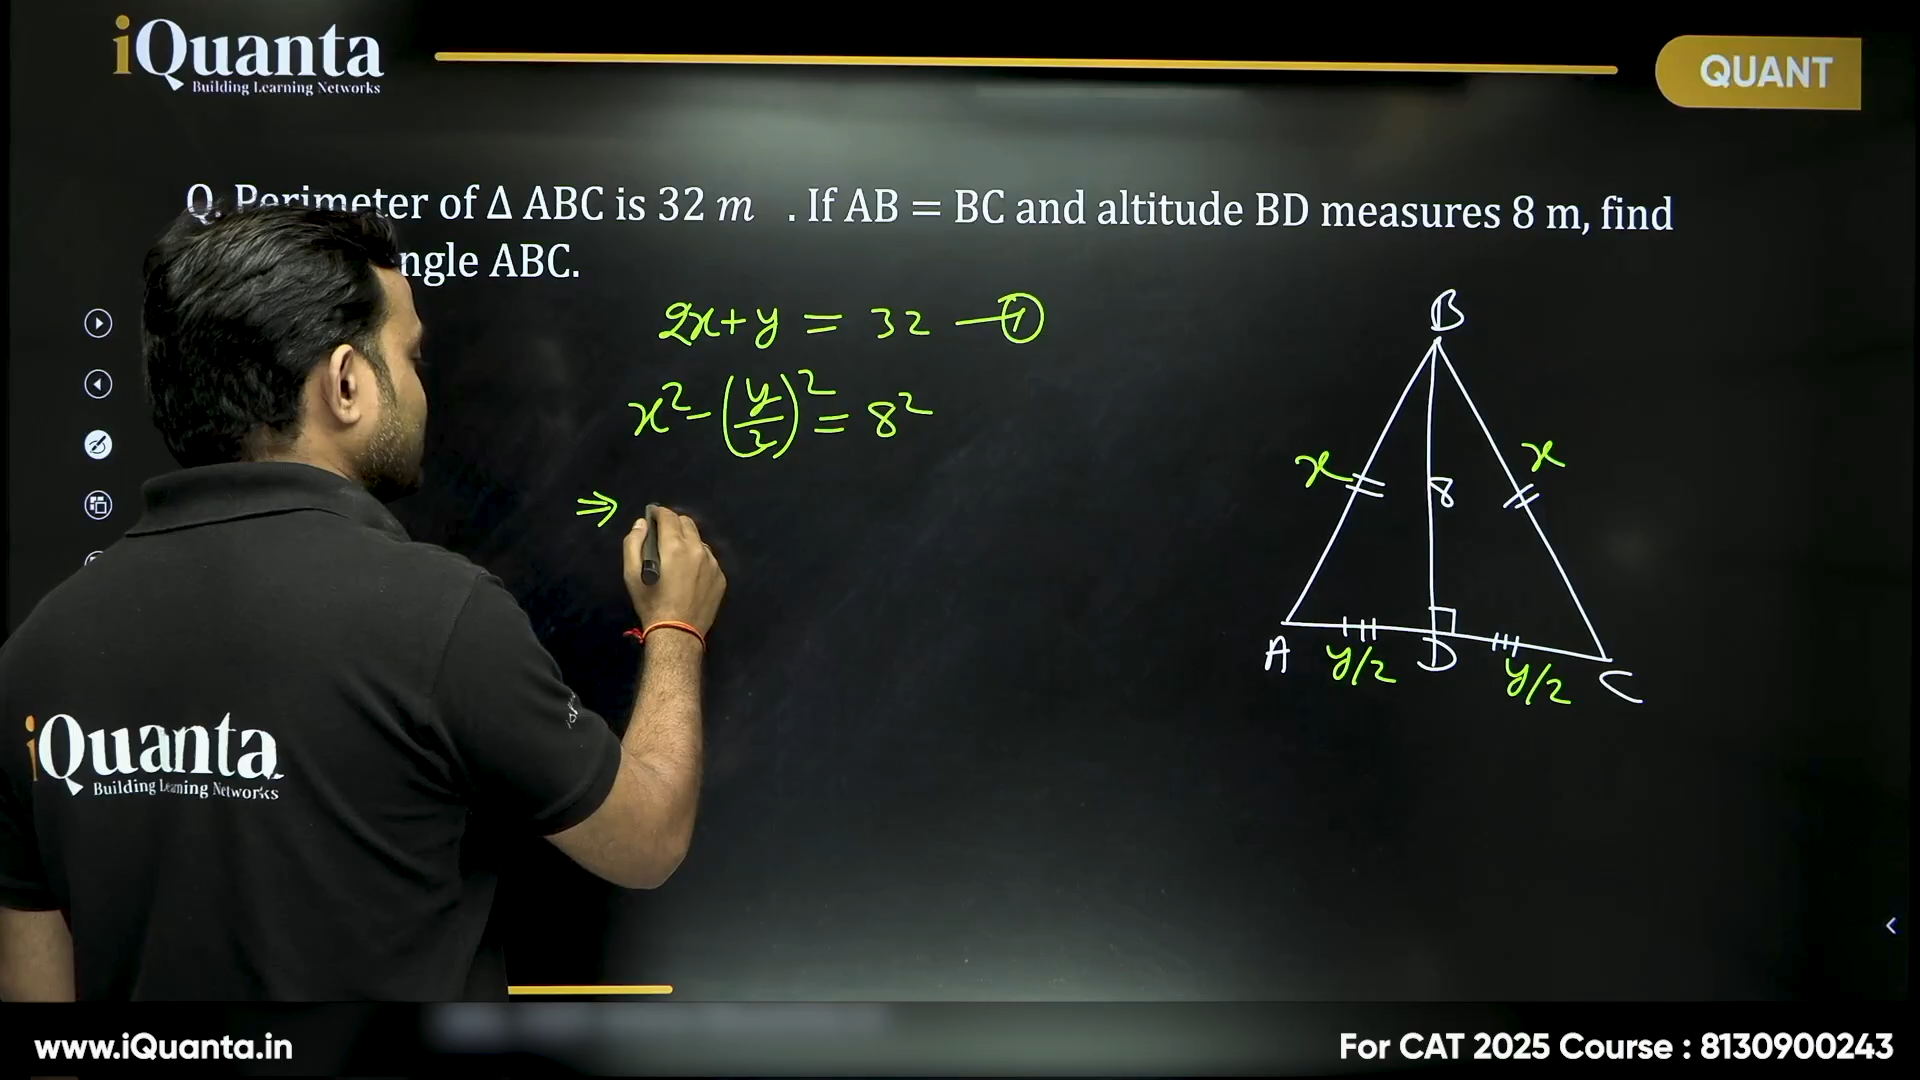 iQuanta
Building Learning Networks
QUANT
Q. Perimeter of Δ ABC is 32 m . If AB = BC and altitude BD measures 8 m, find
ngle ABC.
2x+y = 32 —①
x² - (y/2)² = 8²
⇒
B
x
x
8
A
y/2
D
y/2
C
iQuanta
Building Learning Networks
<
www.iQuanta.in
For CAT 2025 Course : 8130900243